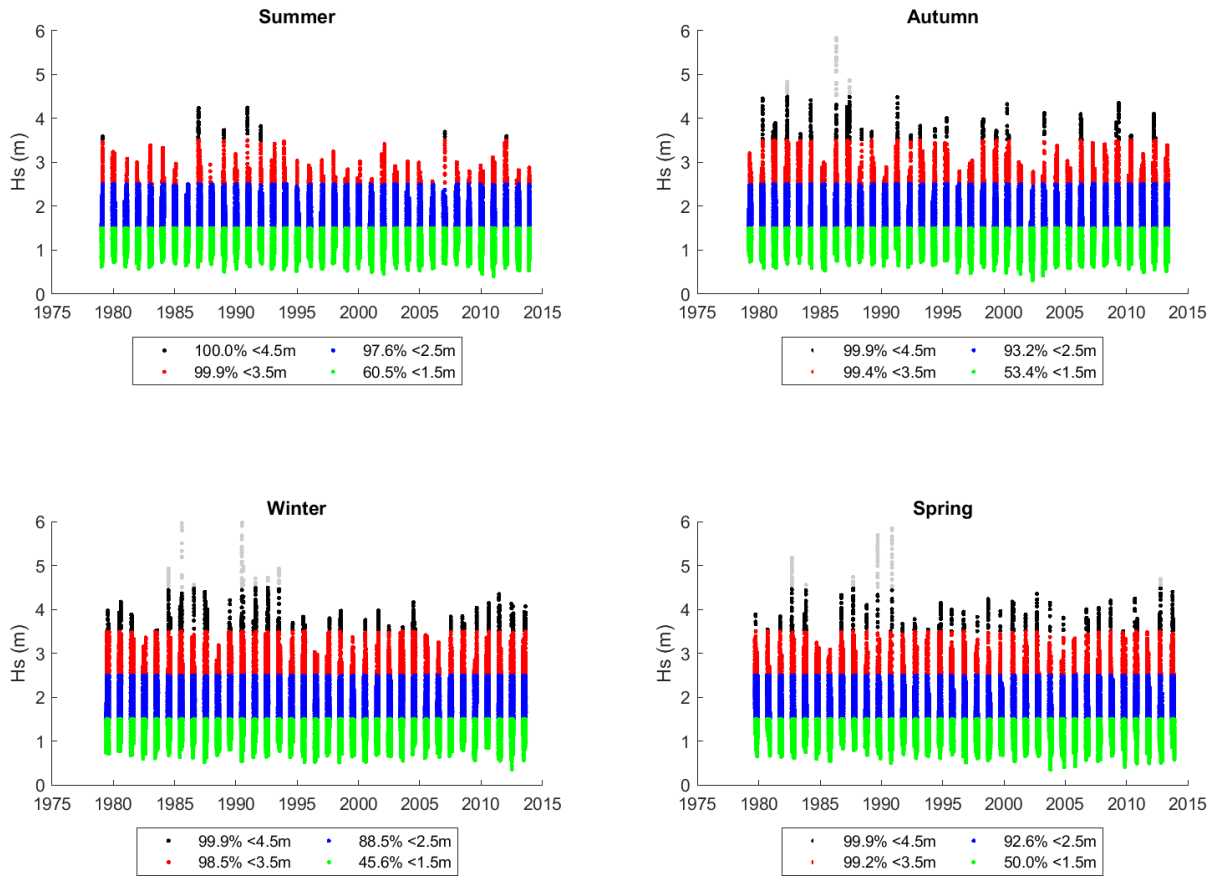 Summer
6
5
4
3
2
1
0
Hs (m)
1975 1980 1985 1990 1995 2000 2005 2010 2015
100.0% <4.5m 97.6% <2.5m
99.9% <3.5m 60.5% <1.5m
Autumn
6
5
4
3
2
1
0
Hs (m)
1975 1980 1985 1990 1995 2000 2005 2010 2015
99.9% <4.5m 93.2% <2.5m
99.4% <3.5m 53.4% <1.5m
Winter
6
5
4
3
2
1
0
Hs (m)
1975 1980 1985 1990 1995 2000 2005 2010 2015
99.9% <4.5m 88.5% <2.5m
98.5% <3.5m 45.6% <1.5m
Spring
6
5
4
3
2
1
0
Hs (m)
1975 1980 1985 1990 1995 2000 2005 2010 2015
99.9% <4.5m 92.6% <2.5m
99.2% <3.5m 50.0% <1.5m